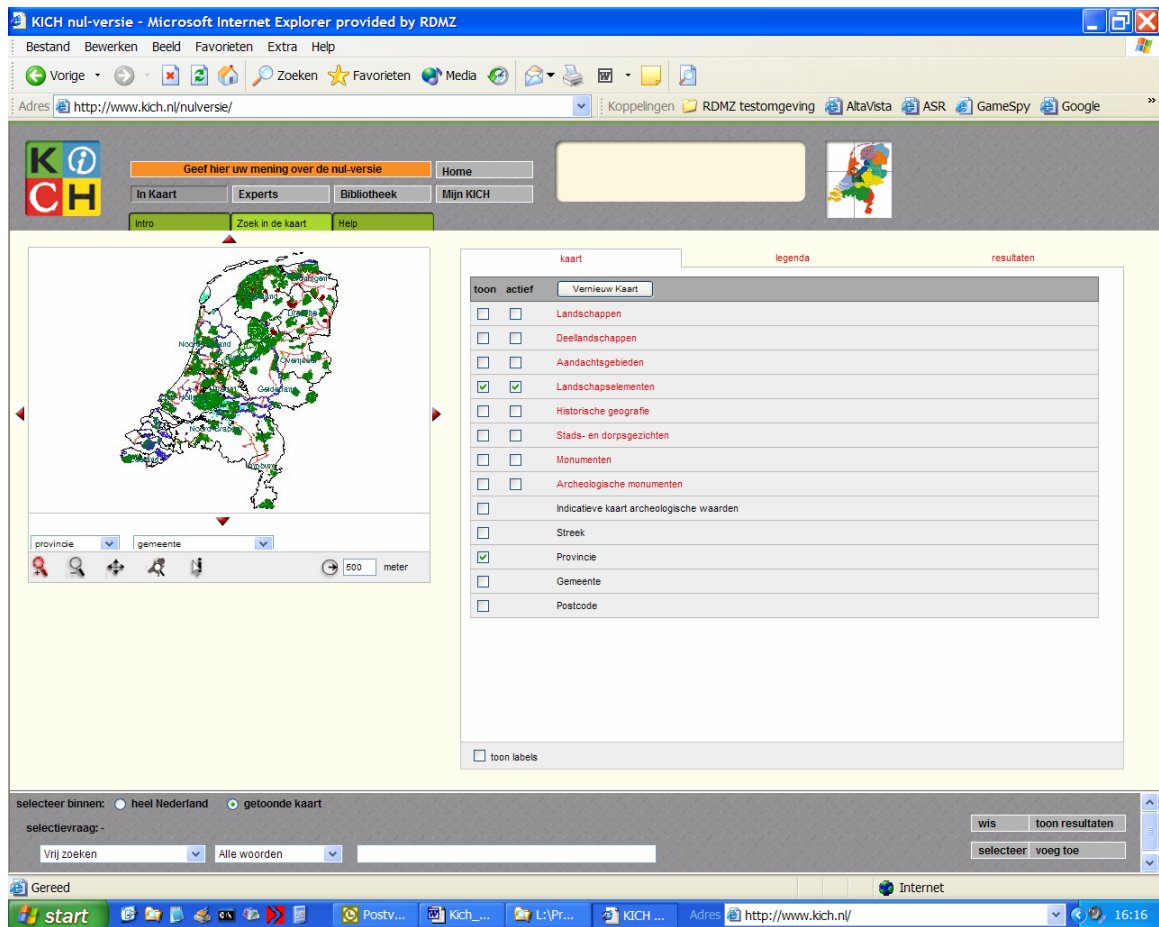 KICH nul-versie - Microsoft Internet Explorer provided by RDMZ
Bestand Bewerken Beeld Favorieten Extra Help
Vorige Zoeken Favorieten Media
Adres http://www.kich.nl/nulversie/ Koppelingen RDMZ testomgeving AltaVista ASR GameSpy Google »
K i
C H
Geef hier uw mening over de nul-versie Home
In Kaart Experts Bibliotheek Mijn KICH
Intro Zoek in de kaart Help
kaart legenda resultaten
toon actief Vernieuw Kaart
Landschappen
Deellandschappen
Aandachtsgebieden
Landschapselementen
Historische geografie
Stads- en dorpsgezichten
Monumenten
Archeologische monumenten
Indicatieve kaart archeologische waarden
Streek
Provincie
Gemeente
Postcode
toon labels
Overijssel
Gelderland
provincie gemeente
500 meter
selecteer binnen: heel Nederland getoonde kaart
selectievraag: -
Vrij zoeken Alle woorden
wis toon resultaten
selecteer voeg toe
Gereed Internet
start Postv... Kich_... L:\Pr... KICH ... Adres http://www.kich.nl/ 16:16